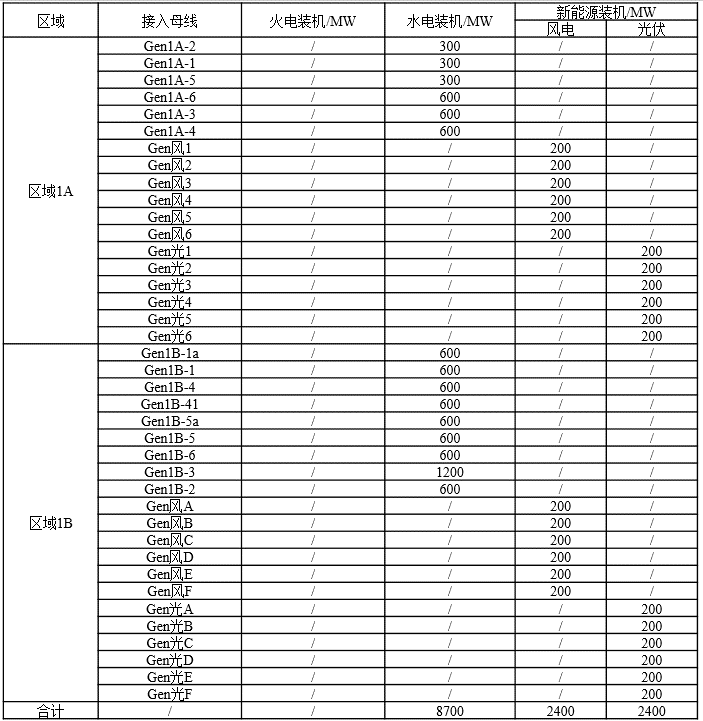 区域 接入母线 火电装机/MW 水电装机/MW 新能源装机/MW
风电 光伏
区域1A
Gen1A-2 / 300 / /
Gen1A-1 / 300 / /
Gen1A-5 / 300 / /
Gen1A-6 / 600 / /
Gen1A-3 / 600 / /
Gen1A-4 / 600 / /
Gen风1 / / 200 /
Gen风2 / / 200 /
Gen风3 / / 200 /
Gen风4 / / 200 /
Gen风5 / / 200 /
Gen风6 / / 200 /
Gen光1 / / / 200
Gen光2 / / / 200
Gen光3 / / / 200
Gen光4 / / / 200
Gen光5 / / / 200
Gen光6 / / / 200
区域1B
Gen1B-1a / 600 / /
Gen1B-1 / 600 / /
Gen1B-4 / 600 / /
Gen1B-41 / 600 / /
Gen1B-5a / 600 / /
Gen1B-5 / 600 / /
Gen1B-6 / 600 / /
Gen1B-3 / 1200 / /
Gen1B-2 / 600 / /
Gen风A / / 200 /
Gen风B / / 200 /
Gen风C / / 200 /
Gen风D / / 200 /
Gen风E / / 200 /
Gen风F / / 200 /
Gen光A / / / 200
Gen光B / / / 200
Gen光C / / / 200
Gen光D / / / 200
Gen光E / / / 200
Gen光F / / / 200
合计 / / 8700 2400 2400